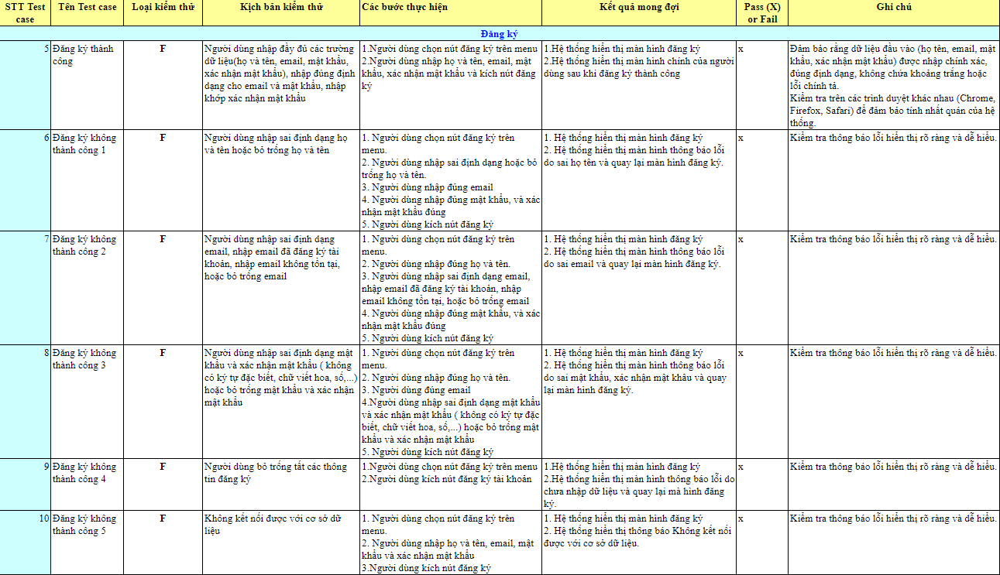 STT Test case
Tên Test case
Loại kiểm thử
Kịch bản kiểm thử
Các bước thực hiện
Kết quả mong đợi
Pass (X) or Fail
Ghi chú
Đăng ký
5
Đăng ký thành
công
F
Người dùng nhập đầy đủ các trường
dữ liệu(họ và tên, email, mật khẩu,
xác nhận mật khẩu), nhập đúng định
dạng cho email và mật khẩu, nhập
khớp xác nhận mật khẩu
1.Người dùng chọn nút đăng ký trên menu
2.Người dùng nhập họ và tên, email, mật
khẩu, xác nhận mật khẩu và kích nút đăng
ký
1.Hệ thống hiển thị màn hình đăng ký
2.Hệ thống hiển thị màn hình chính của người
dùng sau khi đăng ký thành công
x
Đảm bảo rằng dữ liệu đầu vào (họ tên, email, mật
khẩu, xác nhận mật khẩu) được nhập chính xác,
đúng định dạng, không chứa khoảng trắng hoặc
lỗi chính tả.
Kiểm tra trên các trình duyệt khác nhau (Chrome,
Firefox, Safari) để đảm bảo tính nhất quán của hệ
thống.
6
Đăng ký không
thành công 1
F
Người dùng nhập sai định dạng họ
và tên hoặc bỏ trống họ và tên
1. Người dùng chọn nút đăng ký trên
menu.
2. Người dùng nhập sai định dạng hoặc bỏ
trống họ và tên.
3. Người dùng nhập đúng email
4. Người dùng nhập đúng mật khẩu, và xác
nhận mật khẩu đúng
5. Người dùng kích nút đăng ký
1. Hệ thống hiển thị màn hình đăng ký
2. Hệ thống hiển thị màn hình thông báo lỗi
do sai họ tên và quay lại màn hình đăng ký.
x
Kiểm tra thông báo lỗi hiển thị rõ ràng và dễ hiểu.
7
Đăng ký không
thành công 2
F
Người dùng nhập sai định dạng
email, nhập email đã đăng ký tài
khoản, nhập email không tồn tại,
hoặc bỏ trống email
1. Người dùng chọn nút đăng ký trên
menu.
2. Người dùng nhập đúng họ và tên.
3. Người dùng nhập sai định dạng email,
nhập email đã đăng ký tài khoản, nhập
email không tồn tại, hoặc bỏ trống email
4. Người dùng nhập đúng mật khẩu, và xác
nhận mật khẩu đúng
5. Người dùng kích nút đăng ký
1. Hệ thống hiển thị màn hình đăng ký
2. Hệ thống hiển thị màn hình thông báo lỗi
do sai email và quay lại màn hình đăng ký.
x
Kiểm tra thông báo lỗi hiển thị rõ ràng và dễ hiểu.
8
Đăng ký không
thành công 3
F
Người dùng nhập sai định dạng mật
khẩu và xác nhận mật khẩu ( không
có ký tự đặc biệt, chữ viết hoa, số,...)
hoặc bỏ trống mật khẩu và xác nhận
mật khẩu
1. Người dùng chọn nút đăng ký trên
menu.
2. Người dùng nhập đúng họ và tên.
3. Người dùng đúng email
4.Người dùng nhập sai định dạng mật khẩu
và xác nhận mật khẩu ( không có ký tự đặc
biệt, chữ viết hoa, số,...) hoặc bỏ trống mật
khẩu và xác nhận mật khẩu
5. Người dùng kích nút đăng ký
1. Hệ thống hiển thị màn hình đăng ký
2. Hệ thống hiển thị màn hình thông báo lỗi
do sai mật khẩu, xác nhận mật khâu và quay
lại màn hình đăng ký.
x
Kiểm tra thông báo lỗi hiển thị rõ ràng và dễ hiểu.
9
Đăng ký không
thành công 4
F
Người dùng bỏ trống tất các thông
tin đăng ký
1.Người dùng chọn nút đăng ký trên menu
2.Người dùng kích nút đăng ký tài khoản
1.Hệ thống hiển thị màn hình đăng ký
2.Hệ thống hiển thị màn hình thông báo lỗi do
chưa nhập dữ liệu và quay lại mà hình đăng
ký.
x
Kiểm tra thông báo lỗi hiển thị rõ ràng và dễ hiểu.
10
Đăng ký không
thành công 5
F
Không kết nối được với cơ sở dữ
liệu
1. Người dùng chọn nút đăng ký trên
menu.
2. Người dùng nhập họ và tên, email, mật
khẩu và xác nhận mật khẩu
3.Người dùng kích nút đăng ký
1. Hệ thống hiển thị màn hình đăng ký
2. Hệ thống hiển thị thông báo Không kết nối
được với cơ sở dữ liệu.
x
Kiểm tra thông báo lỗi hiển thị rõ ràng và dễ hiểu.